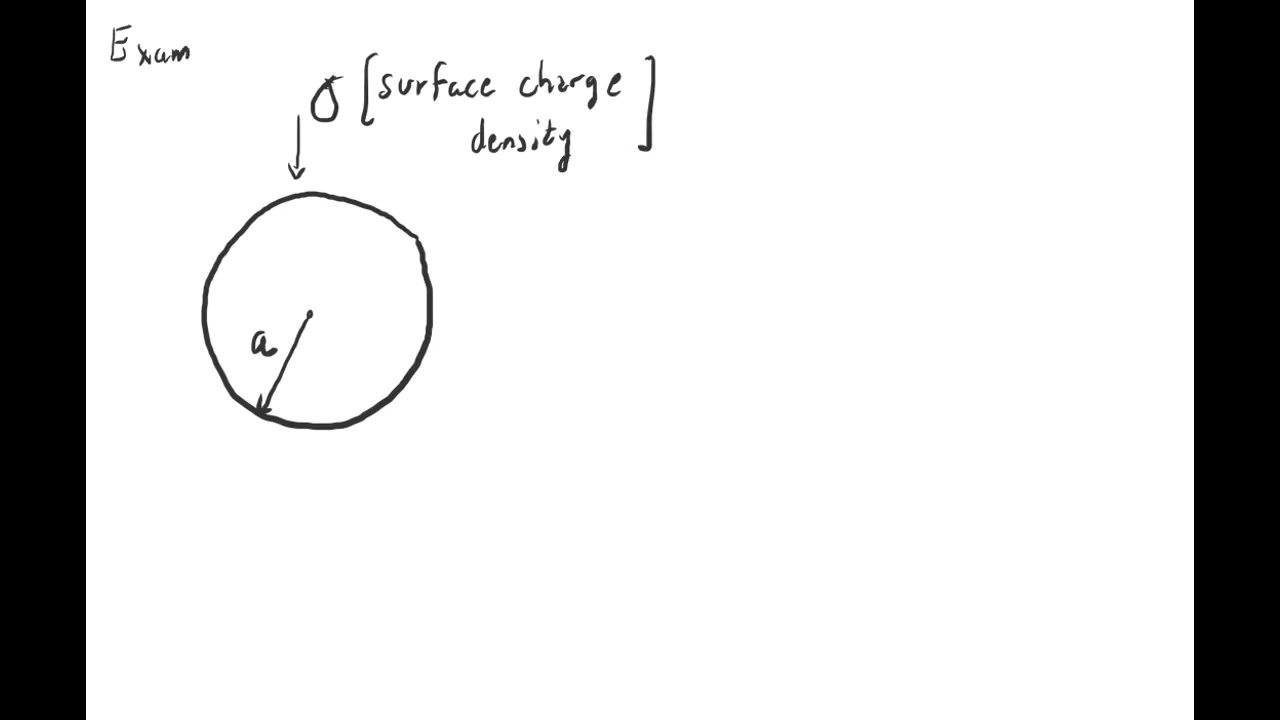 Exam
σ [surface charge
density]
a